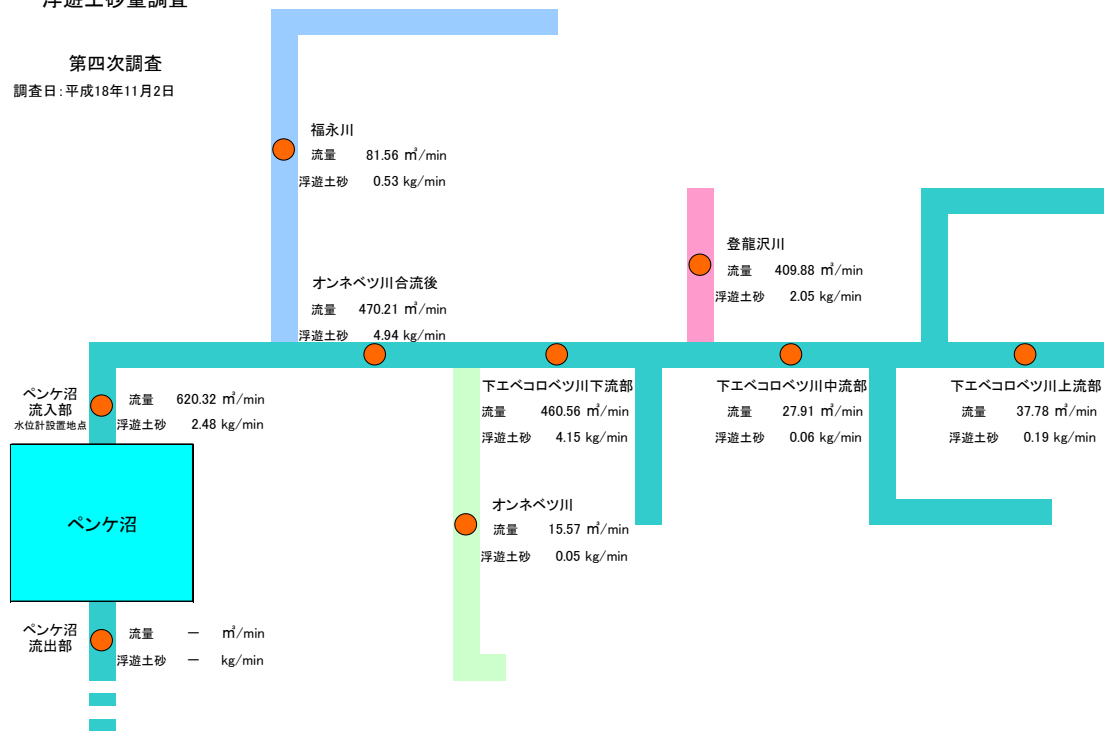 浮遊土砂量調査
第四次調査
調査日:平成18年11月2日
福永川
流量 81.56 ㎥/min
浮遊土砂 0.53 kg/min
登龍沢川
流量 409.88 ㎥/min
浮遊土砂 2.05 kg/min
オンネベツ川合流後
流量 470.21 ㎥/min
浮遊土砂 4.94 kg/min
ペンケ沼
流入部
水位計設置地点
流量 620.32 ㎥/min
浮遊土砂 2.48 kg/min
下エベコロベツ川下流部
流量 460.56 ㎥/min
浮遊土砂 4.15 kg/min
下エベコロベツ川中流部
流量 27.91 ㎥/min
浮遊土砂 0.06 kg/min
下エベコロベツ川上流部
流量 37.78 ㎥/min
浮遊土砂 0.19 kg/min
ペンケ沼
オンネベツ川
流量 15.57 ㎥/min
浮遊土砂 0.05 kg/min
ペンケ沼
流出部
流量 － ㎥/min
浮遊土砂 － kg/min